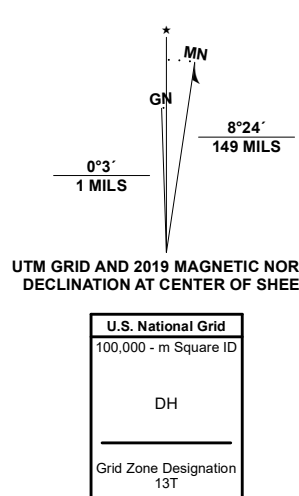 ★
MN
GN
8°24´
149 MILS
0°3´
1 MILS
UTM GRID AND 2019 MAGNETIC NOR
DECLINATION AT CENTER OF SHEE
U.S. National Grid
100,000 - m Square ID
DH
Grid Zone Designation
13T